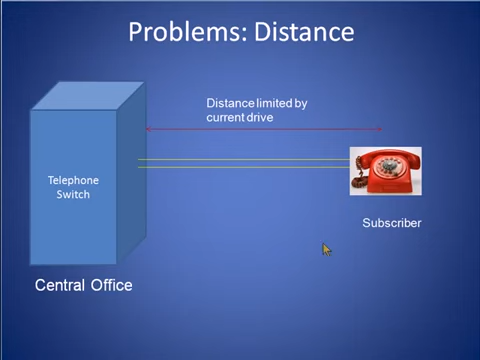 Problems: Distance
Distance limited by
current drive
Telephone
Switch
Subscriber
Central Office